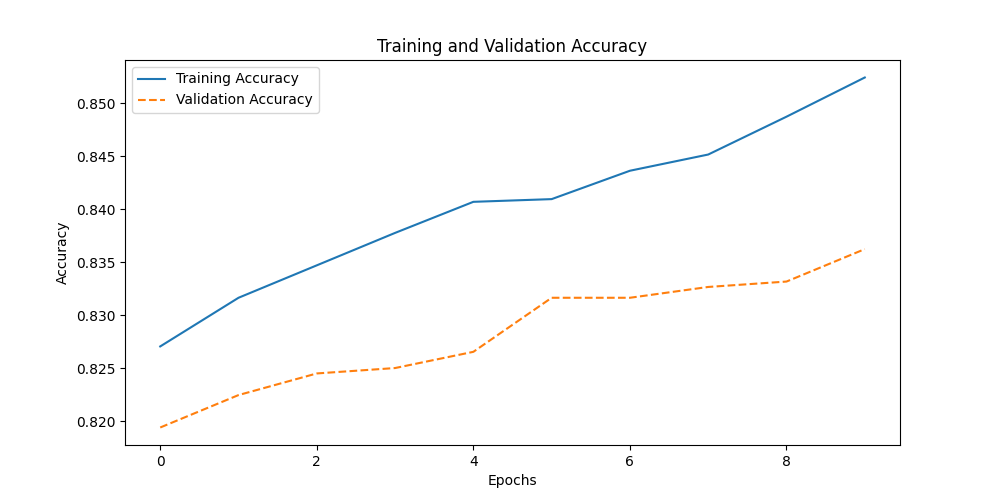 Training and Validation Accuracy
Training Accuracy
Validation Accuracy
0.850
0.845
0.840
0.835
0.830
0.825
0.820
Accuracy
0 2 4 6 8
Epochs